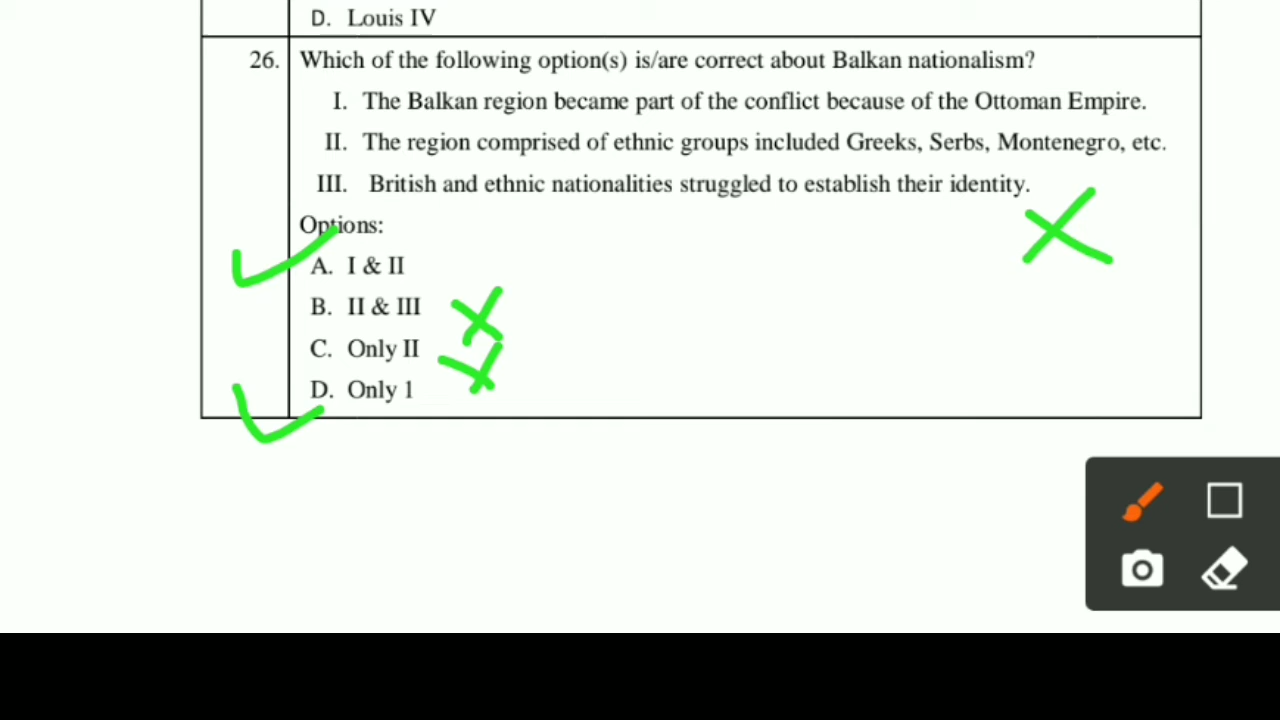 D. Louis IV
26. Which of the following option(s) is/are correct about Balkan nationalism?
I. The Balkan region became part of the conflict because of the Ottoman Empire.
II. The region comprised of ethnic groups included Greeks, Serbs, Montenegro, etc.
III. British and ethnic nationalities struggled to establish their identity.
Options:
A. I & II
B. II & III
C. Only II
D. Only 1